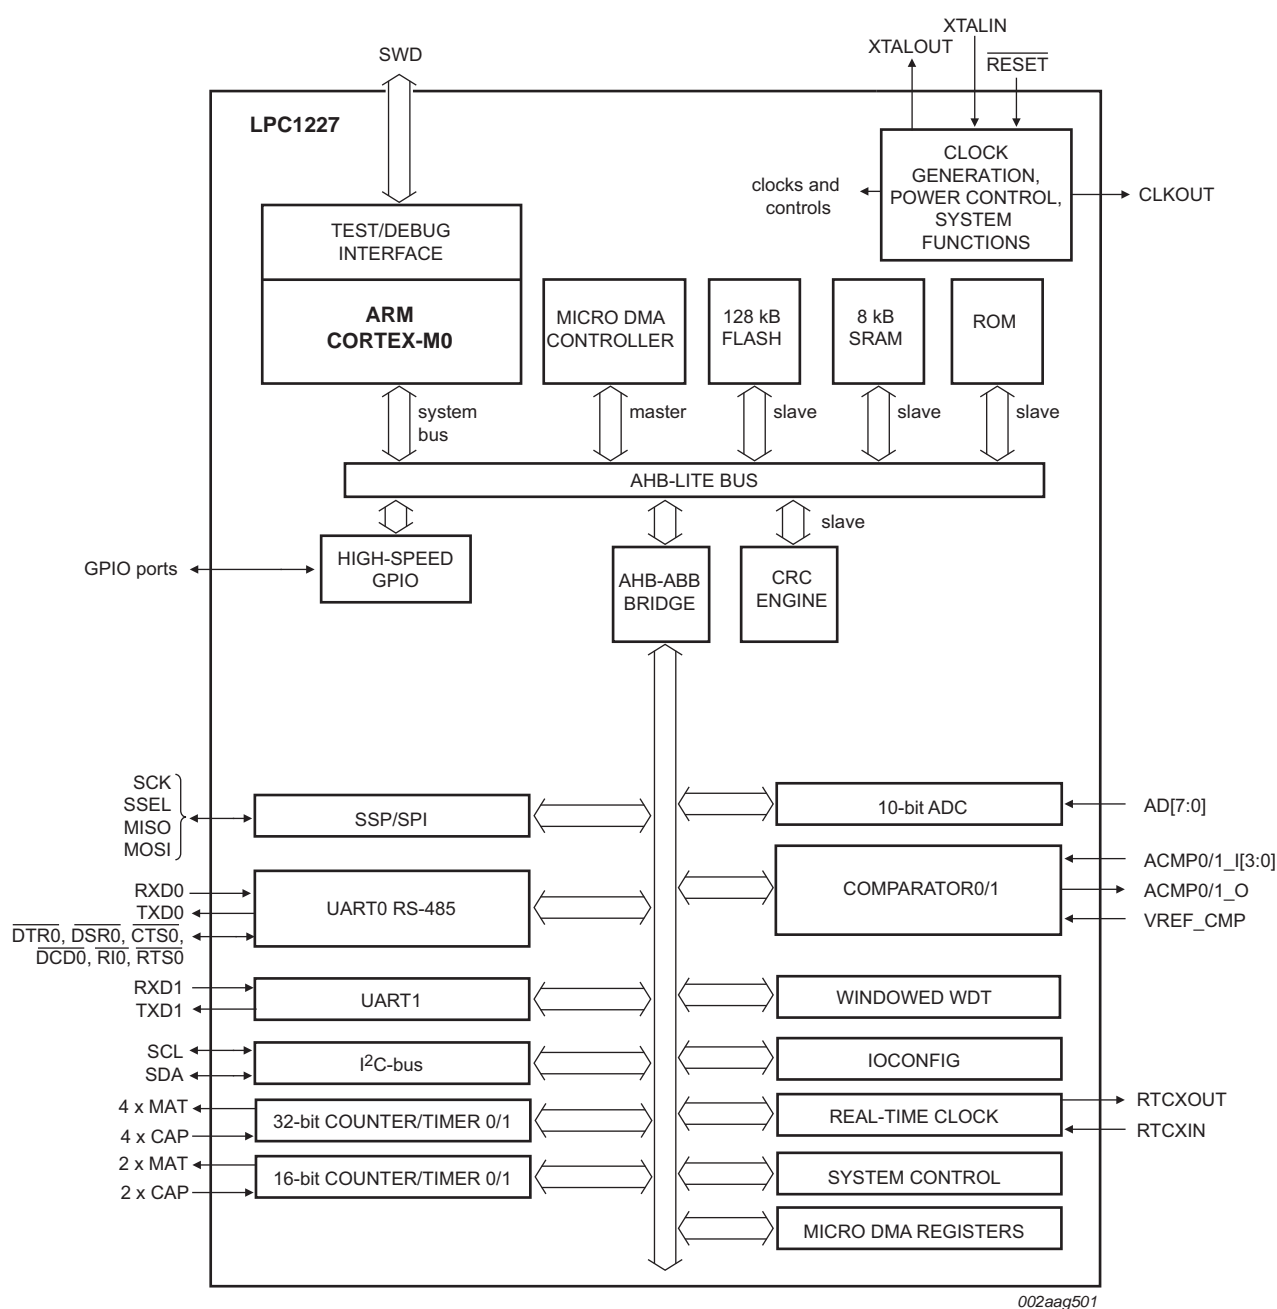 XTALIN
XTALOUT
RESET
SWD
LPC1227
CLOCK
GENERATION,
POWER CONTROL,
SYSTEM
FUNCTIONS
clocks and
controls
CLKOUT
TEST/DEBUG
INTERFACE
ARM
CORTEX-M0
MICRO DMA
CONTROLLER
128 kB
FLASH
8 kB
SRAM
ROM
system
bus
master
slave
slave
slave
AHB-LITE BUS
slave
GPIO ports
HIGH-SPEED
GPIO
AHB-ABB
BRIDGE
CRC
ENGINE
SCK
SSEL
MISO
MOSI
SSP/SPI
10-bit ADC
AD[7:0]
RXD0
TXD0
DTR0, DSR0, CTS0,
DCD0, RI0, RTS0
UART0 RS-485
COMPARATOR0/1
ACMP0/1_I[3:0]
ACMP0/1_O
VREF_CMP
RXD1
TXD1
UART1
WINDOWED WDT
SCL
SDA
I2C-bus
IOCONFIG
4 x MAT
4 x CAP
32-bit COUNTER/TIMER 0/1
REAL-TIME CLOCK
RTCXOUT
RTCXIN
2 x MAT
2 x CAP
16-bit COUNTER/TIMER 0/1
SYSTEM CONTROL
MICRO DMA REGISTERS
002aag501